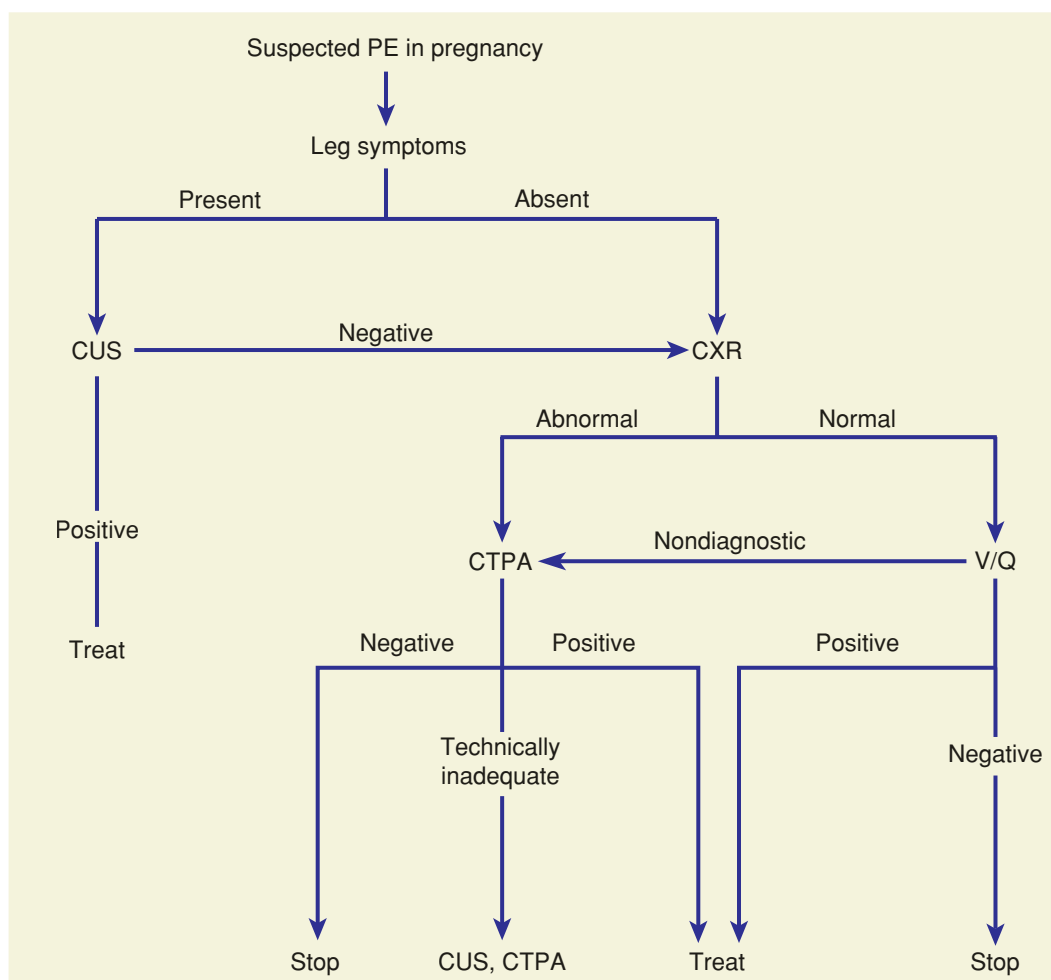 Suspected PE in pregnancy
Leg symptoms
Present
Absent
CUS
Negative
CXR
Abnormal
Normal
Positive
CTPA
Nondiagnostic
V/Q
Treat
Negative
Positive
Positive
Technically
inadequate
Negative
Stop
CUS, CTPA
Treat
Stop